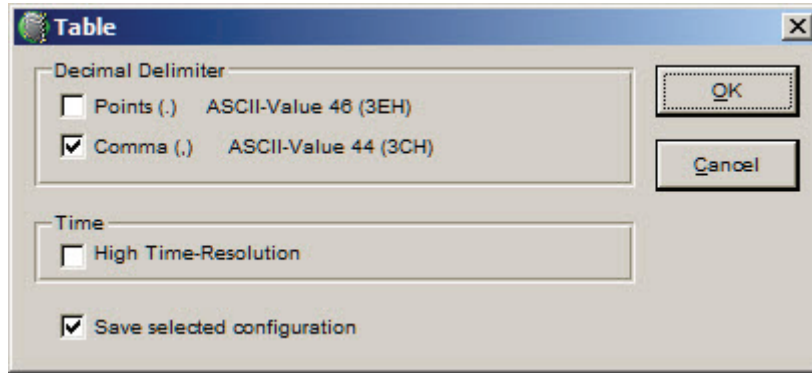 Table
Decimal Delimiter
Points (.) ASCII-Value 46 (3EH)
Comma (,) ASCII-Value 44 (3CH)
OK
Cancel
Time
High Time-Resolution
Save selected configuration